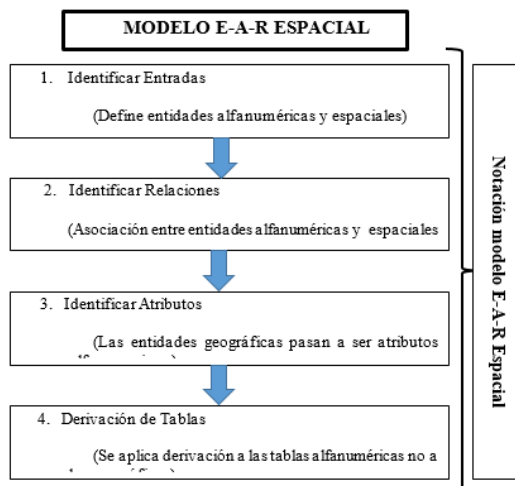 MODELO E-A-R ESPACIAL
1. Identificar Entradas
(Define entidades alfanuméricas y espaciales)
2. Identificar Relaciones
(Asociación entre entidades alfanuméricas y espaciales
3. Identificar Atributos
(Las entidades geográficas pasan a ser atributos
4. Derivación de Tablas
(Se aplica derivación a las tablas alfanuméricas no a
Notación modelo E-A-R Espacial